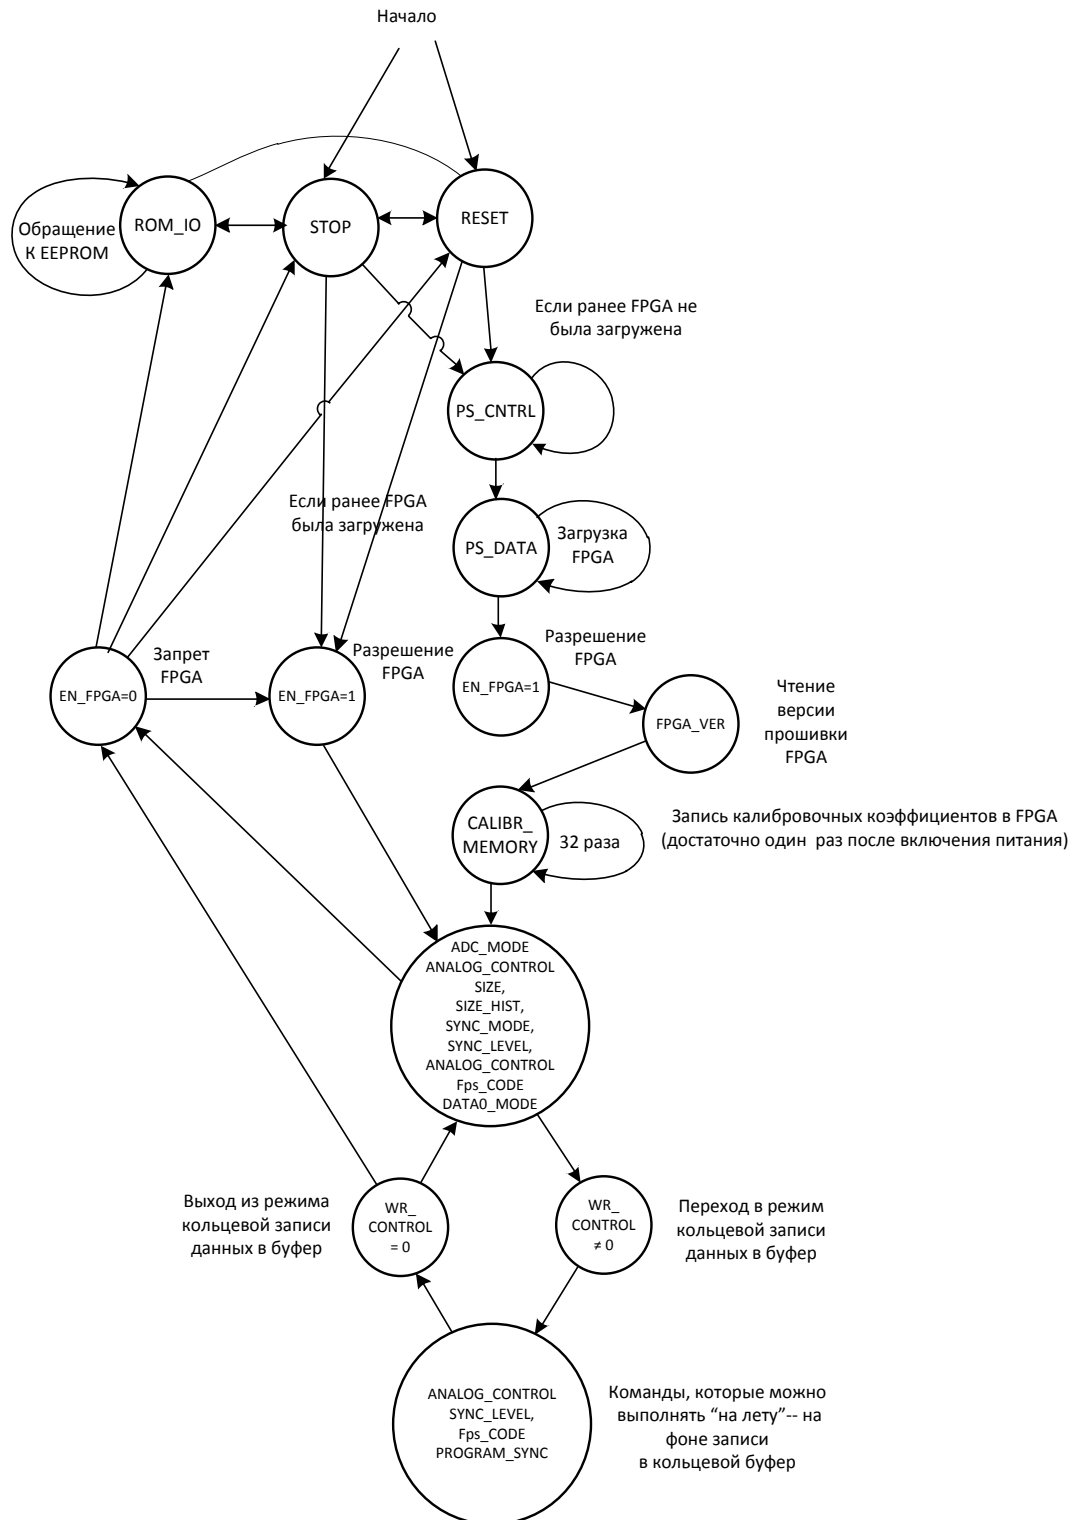 Начало
ROM_IO
STOP
RESET
Обращение
К EEPROM
Если ранее FPGA не
была загружена
PS_CNTRL
Если ранее FPGA
была загружена
PS_DATA
Загрузка
FPGA
EN_FPGA=0
Запрет
FPGA
EN_FPGA=1
Разрешение
FPGA
EN_FPGA=1
Разрешение
FPGA
FPGA_VER
Чтение
версии
прошивки
FPGA
CALIBR_
MEMORY
32 раза
Запись калибровочных коэффициентов в FPGA
(достаточно один раз после включения питания)
ADC_MODE
ANALOG_CONTROL
SIZE,
SIZE_HIST,
SYNC_MODE,
SYNC_LEVEL,
ANALOG_CONTROL
Fps_CODE
DATA0_MODE
Выход из режима
кольцевой записи
данных в буфер
WR_
CONTROL
= 0
WR_
CONTROL
≠ 0
Переход в режим
кольцевой записи
данных в буфер
ANALOG_CONTROL
SYNC_LEVEL,
Fps_CODE
PROGRAM_SYNC
Команды, которые можно
выполнять “на лету”-- на
фоне записи
в кольцевой буфер